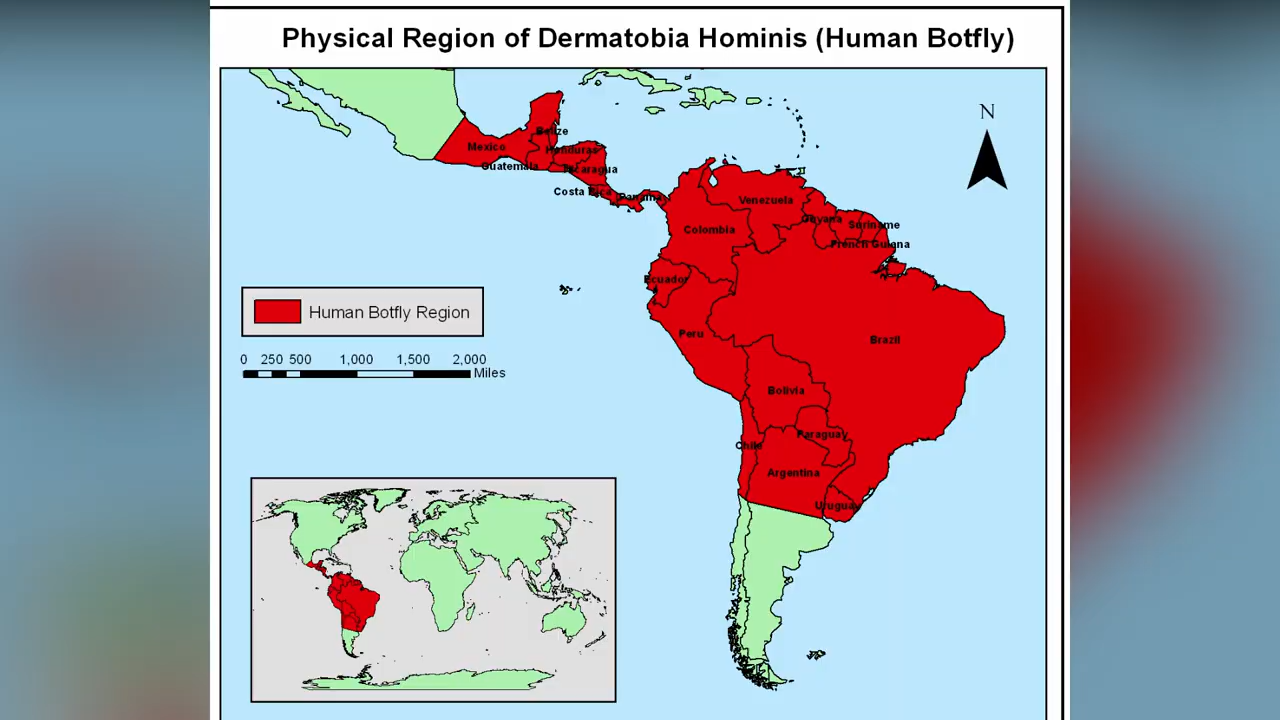 Physical Region of Dermatobia Hominis (Human Botfly)
N
Belize
Mexico
Honduras
Guatemala
Nicaragua
Costa Rica
Panama
Venezuela
Guyana
Suriname
Colombia
French Guiana
Ecuador
Human Botfly Region
Peru
Brazil
0 250 500 1,000 1,500 2,000
Miles
Bolivia
Paraguay
Chile
Argentina
Uruguay